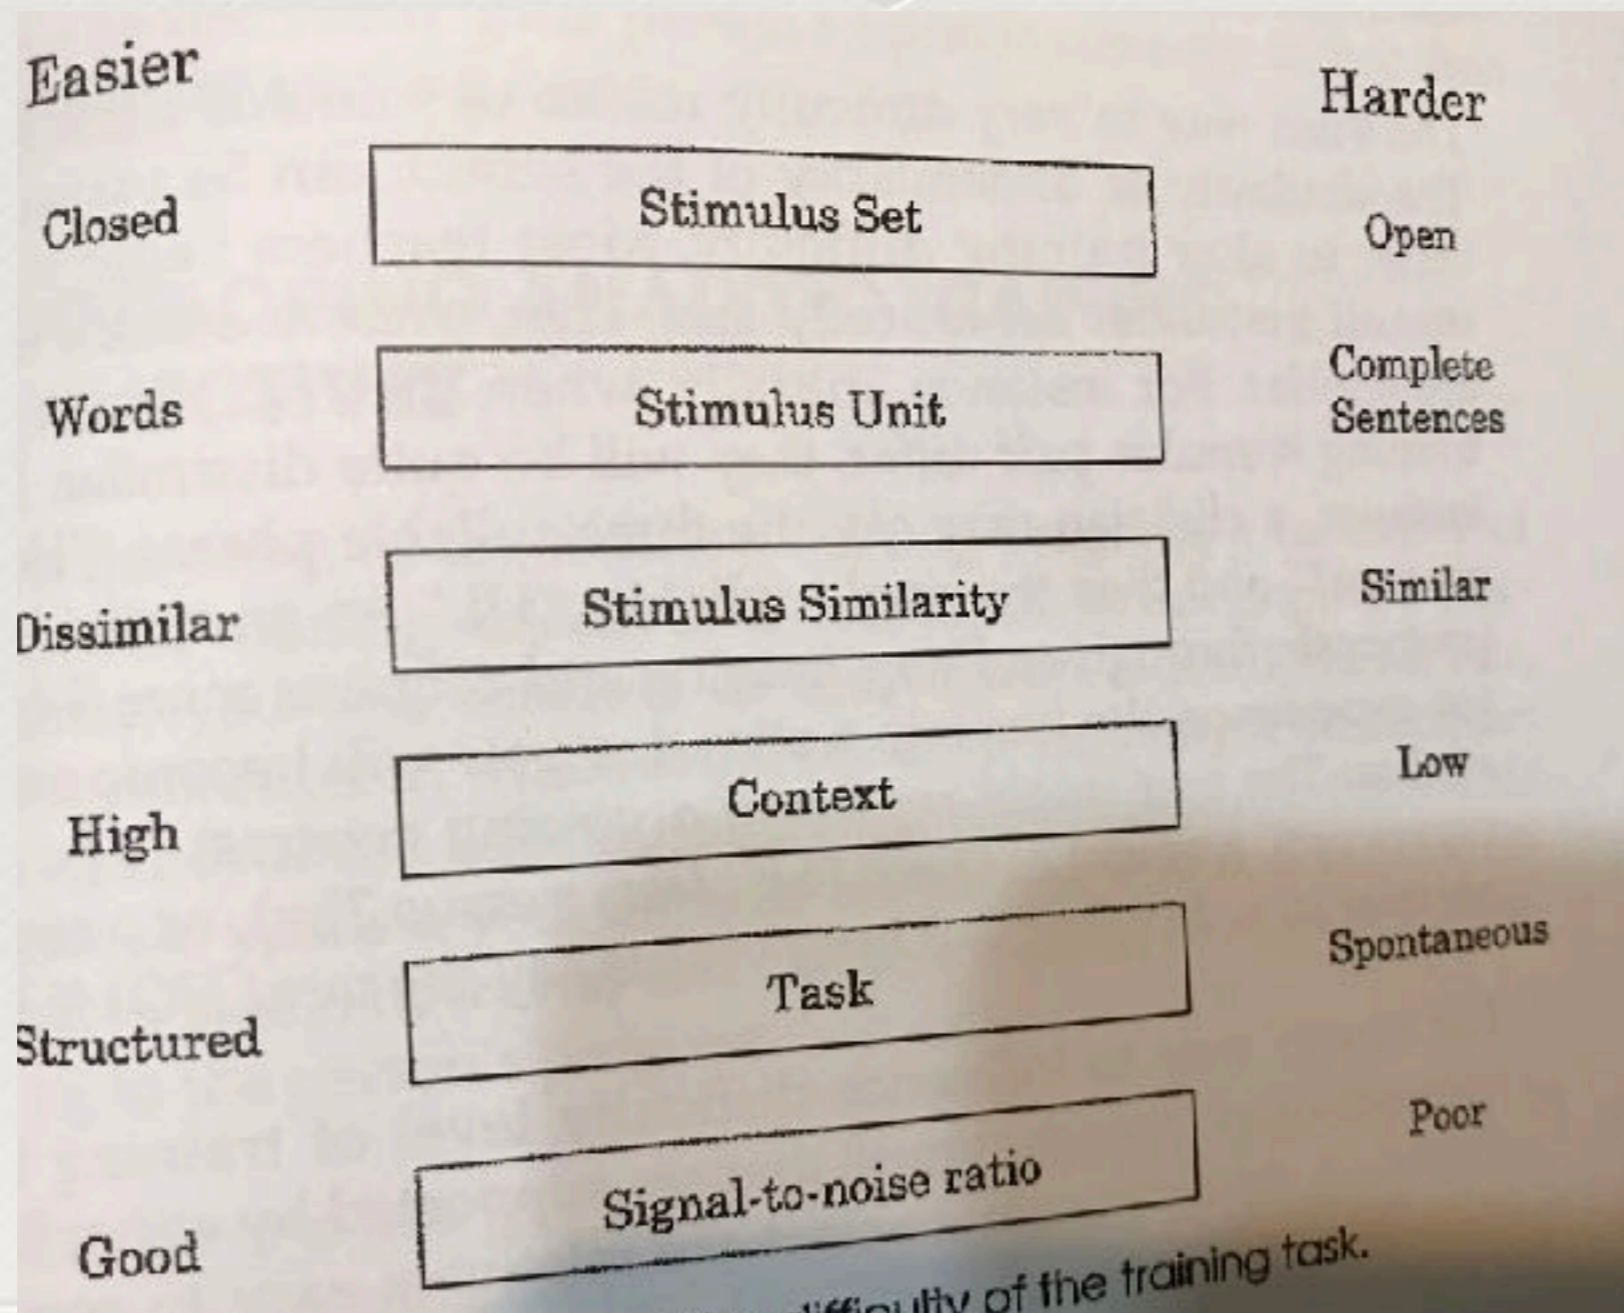 Easier
Harder
Closed
Stimulus Set
Open
Words
Stimulus Unit
Complete
Sentences
Dissimilar
Stimulus Similarity
Similar
High
Context
Low
Structured
Task
Spontaneous
Good
Signal-to-noise ratio
Poor
difficulty of the training task.